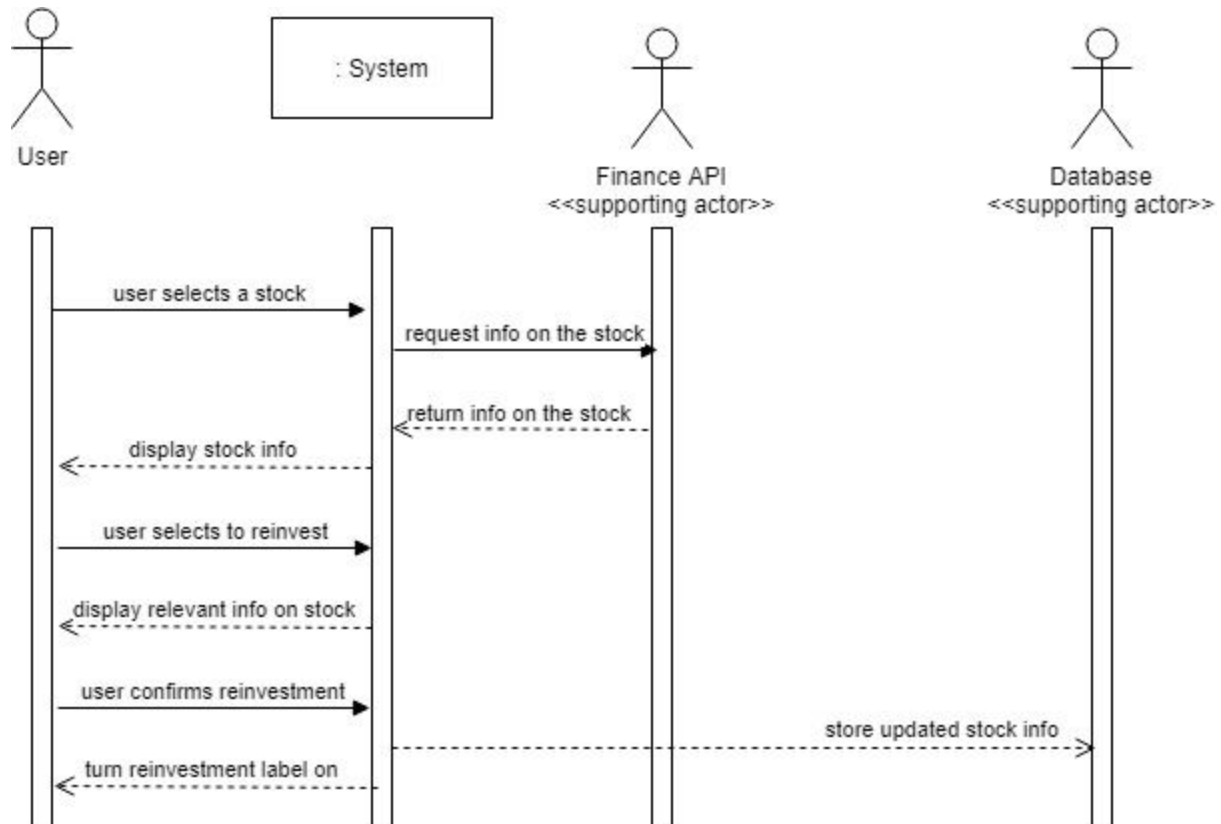 : System
User
Finance API
<<supporting actor>>
Database
<<supporting actor>>
user selects a stock
request info on the stock
return info on the stock
display stock info
user selects to reinvest
display relevant info on stock
user confirms reinvestment
store updated stock info
turn reinvestment label on